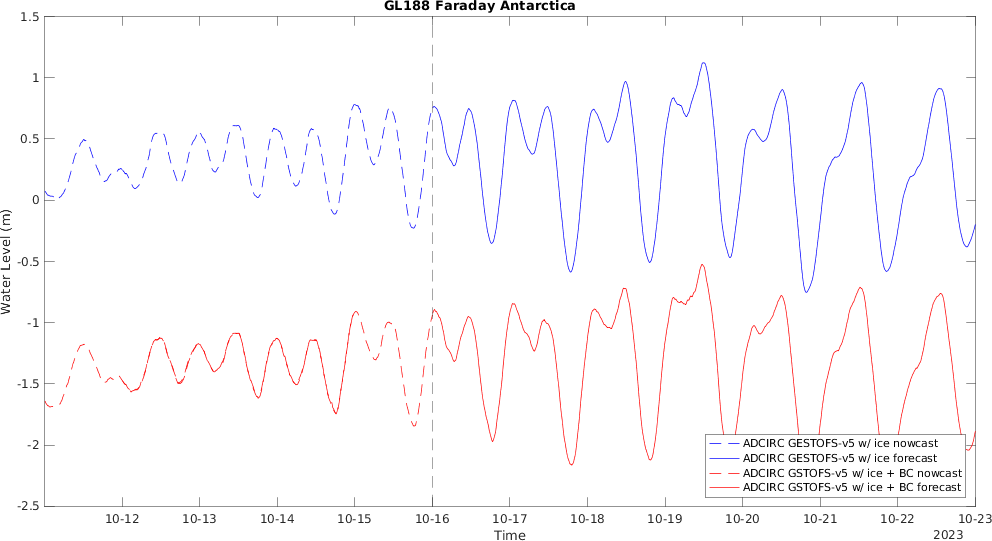 GL188 Faraday Antarctica
1.5
1
0.5
0
-0.5
-1
-1.5
-2
-2.5
Water Level (m)
ADCIRC GESTOFS-v5 w/ ice nowcast
ADCIRC GESTOFS-v5 w/ ice forecast
ADCIRC GSTOFS-v5 w/ ice + BC nowcast
ADCIRC GSTOFS-v5 w/ ice + BC forecast
10-12 10-13 10-14 10-15 10-16 10-17 10-18 10-19 10-20 10-21 10-22 10-23
Time
2023